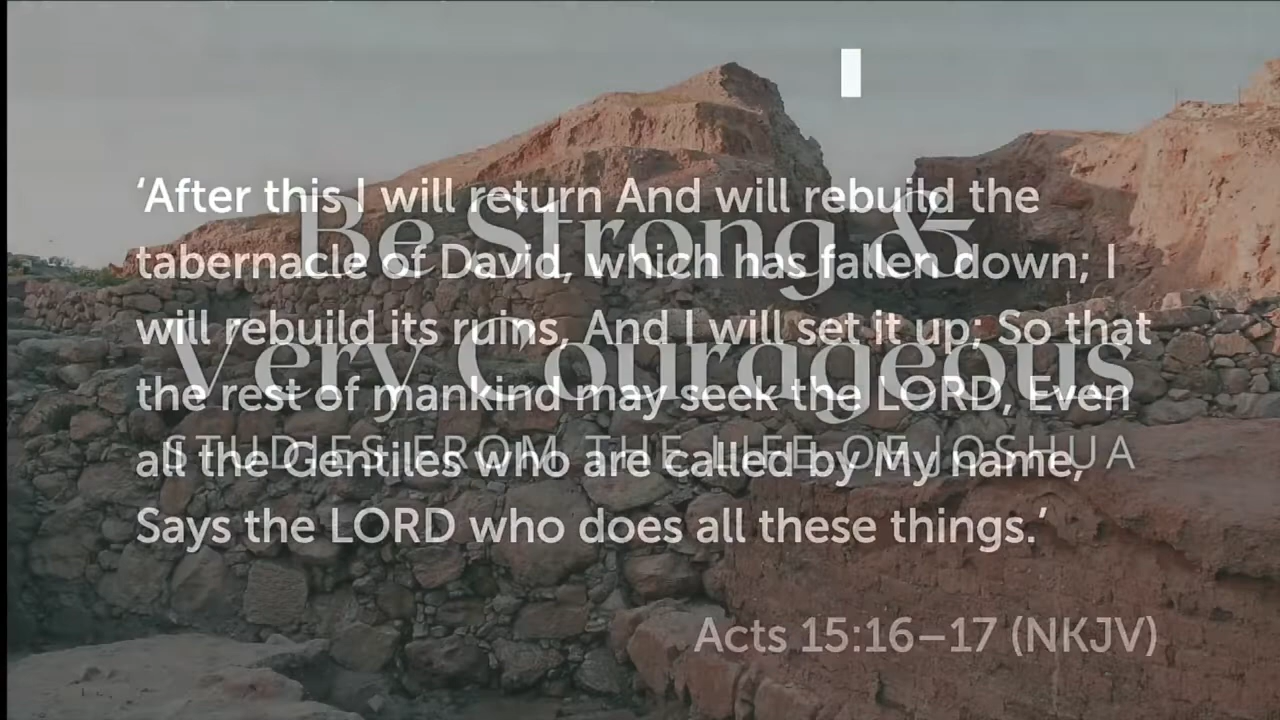 ‘After this I will return And will rebuild the
tabernacle of David, which has fallen down; I
will rebuild its ruins, And I will set it up; So that
the rest of mankind may seek the LORD, Even
all the Gentiles who are called by My name,
Says the LORD who does all these things.’
Acts 15:16–17 (NKJV)
Be Strong &
Very Courageous
STUDIES FROM THE LIFE OF JOSHUA